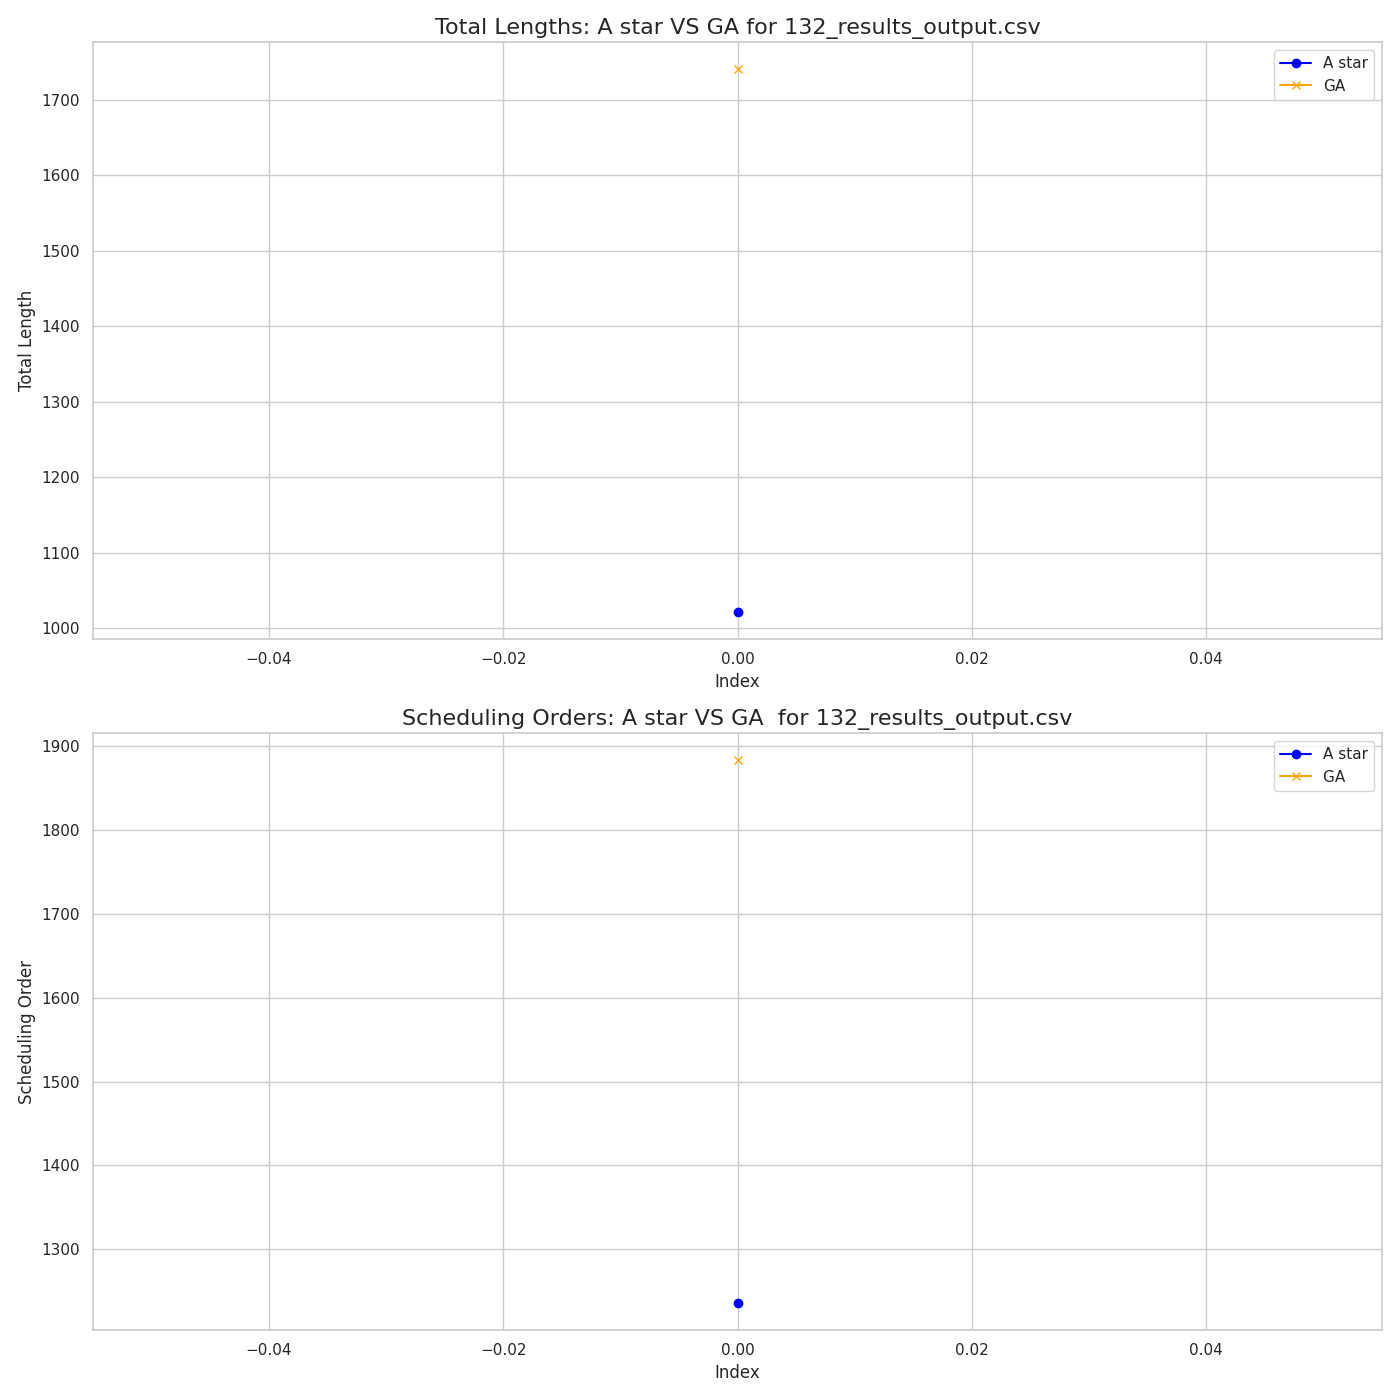 Total Lengths: A star VS GA for 132_results_output.csv
A star
GA
1700
1600
1500
1400
1300
1200
1100
1000
Total Length
−0.04 −0.02 0.00 0.02 0.04
Index
Scheduling Orders: A star VS GA  for 132_results_output.csv
A star
GA
1900
1800
1700
1600
1500
1400
1300
Scheduling Order
−0.04 −0.02 0.00 0.02 0.04
Index